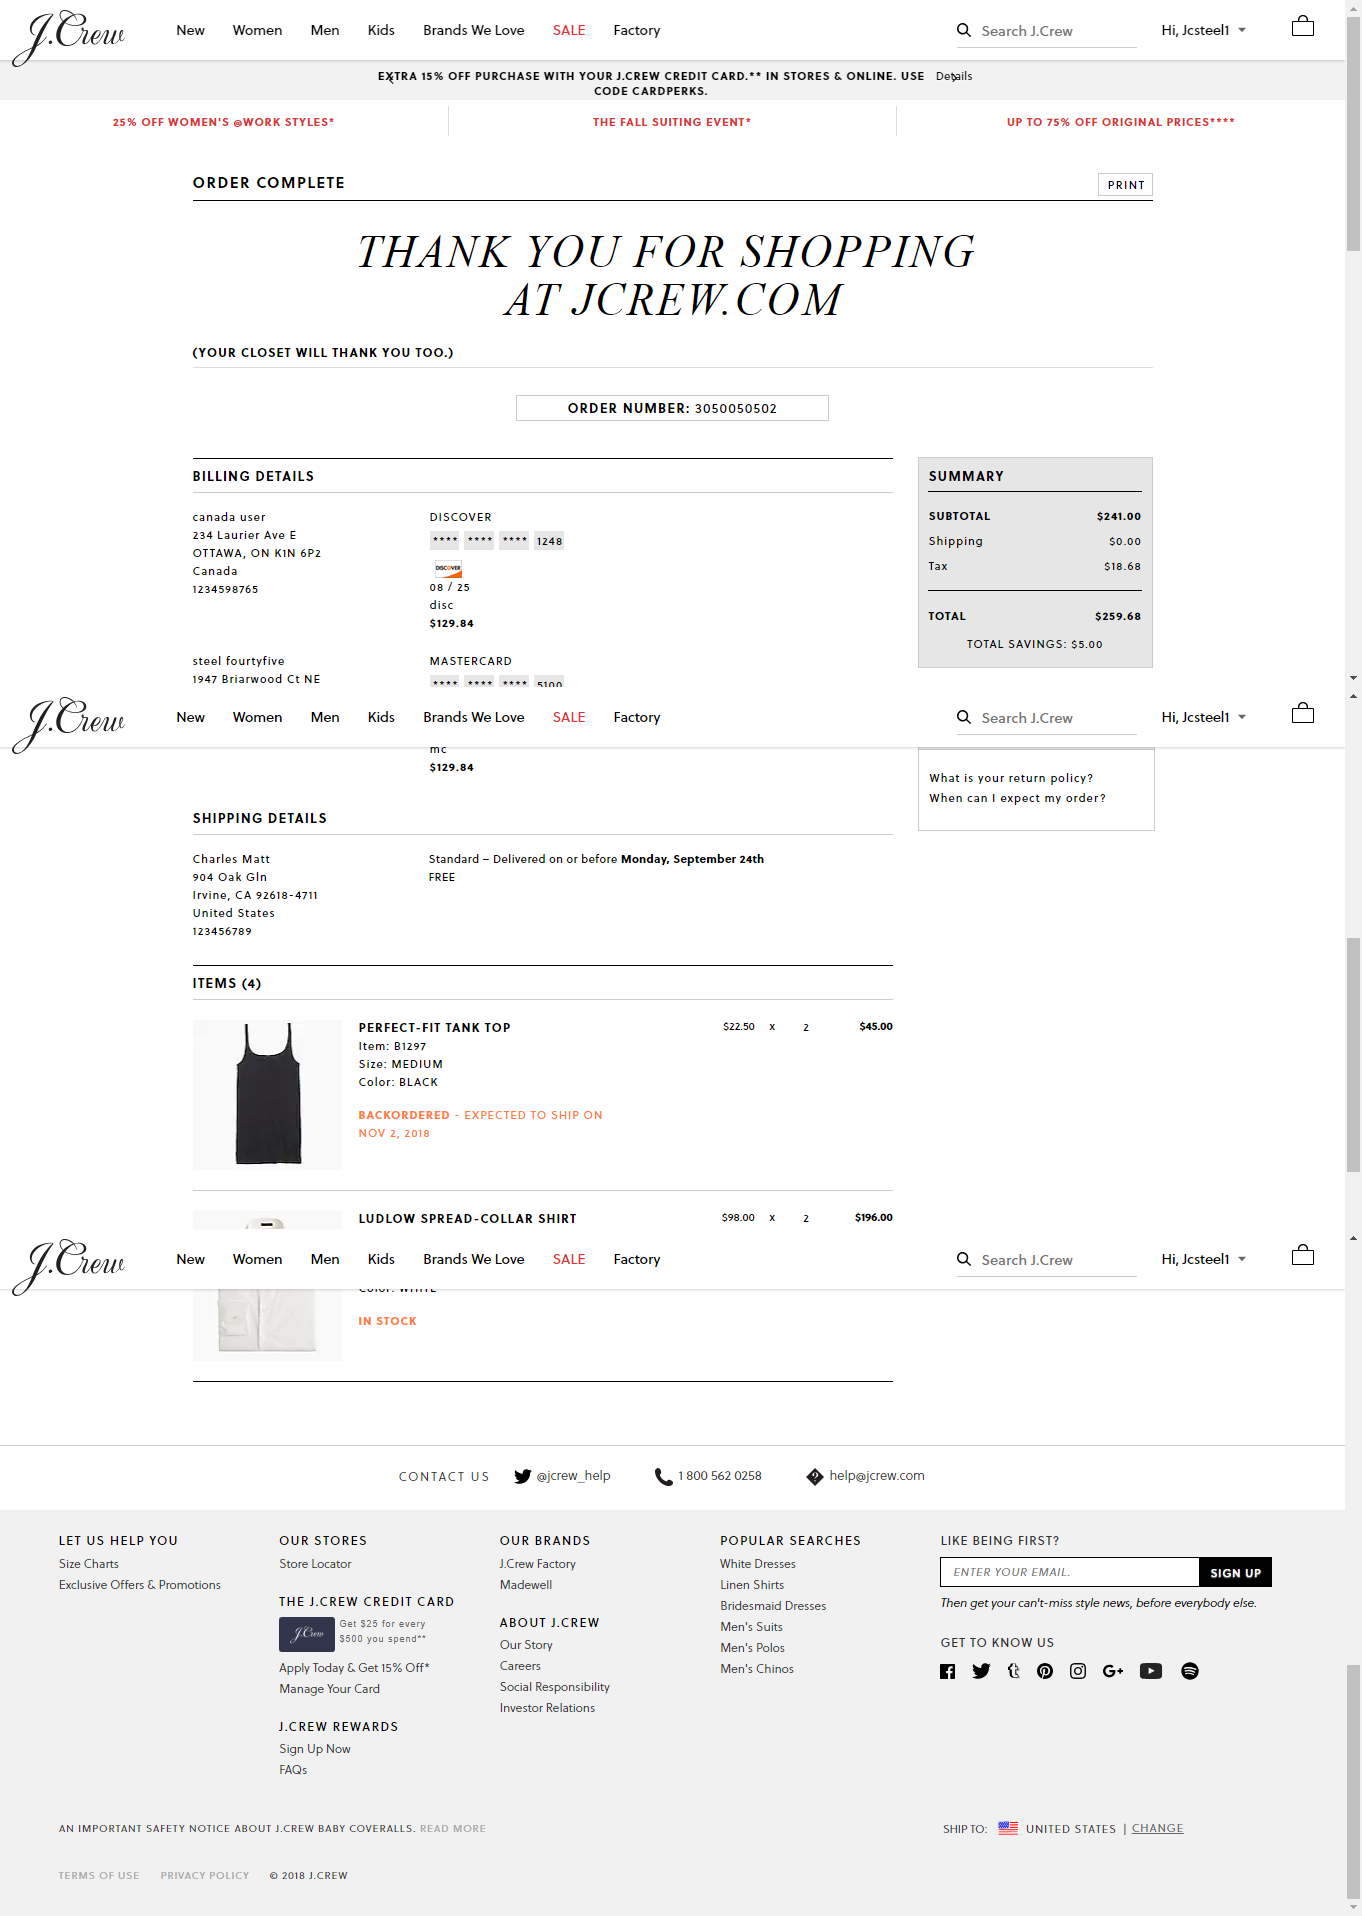 J.Crew
New Women Men Kids Brands We Love SALE Factory
Search J.Crew
Hi, Jcsteel1
EXTRA 15% OFF PURCHASE WITH YOUR J.CREW CREDIT CARD.** IN STORES & ONLINE. USE CODE CARDPERKS.
Details
25% OFF WOMEN'S @WORK STYLES*
THE FALL SUITING EVENT*
UP TO 75% OFF ORIGINAL PRICES****
ORDER COMPLETE
PRINT
THANK YOU FOR SHOPPING
AT JCREW.COM
(YOUR CLOSET WILL THANK YOU TOO.)
ORDER NUMBER: 3050050502
BILLING DETAILS
canada user
234 Laurier Ave E
OTTAWA, ON K1N 6P2
Canada
1234598765
DISCOVER
**** **** **** 1248
DISCOVER
08 / 25
disc
$129.84
steel fourtyfive
1947 Briarwood Ct NE
MASTERCARD
**** **** **** 5100
SUMMARY
SUBTOTAL $241.00
Shipping $0.00
Tax $18.68
TOTAL $259.68
TOTAL SAVINGS: $5.00
J.Crew
New Women Men Kids Brands We Love SALE Factory
Search J.Crew
Hi, Jcsteel1
mc
$129.84
What is your return policy?
When can I expect my order?
SHIPPING DETAILS
Charles Matt
904 Oak Gln
Irvine, CA 92618-4711
United States
123456789
Standard – Delivered on or before Monday, September 24th
FREE
ITEMS (4)
PERFECT-FIT TANK TOP $22.50 x 2 $45.00
Item: B1297
Size: MEDIUM
Color: BLACK
BACKORDERED - EXPECTED TO SHIP ON
NOV 2, 2018
LUDLOW SPREAD-COLLAR SHIRT $98.00 x 2 $196.00
J.Crew
New Women Men Kids Brands We Love SALE Factory
Search J.Crew
Hi, Jcsteel1
Color: WHITE
IN STOCK
CONTACT US @jcrew_help 1 800 562 0258 help@jcrew.com
LET US HELP YOU
Size Charts
Exclusive Offers & Promotions
OUR STORES
Store Locator
THE J.CREW CREDIT CARD
J.Crew
Get $25 for every
$500 you spend**
Apply Today & Get 15% Off*
Manage Your Card
J.CREW REWARDS
Sign Up Now
FAQs
OUR BRANDS
J.Crew Factory
Madewell
ABOUT J.CREW
Our Story
Careers
Social Responsibility
Investor Relations
POPULAR SEARCHES
White Dresses
Linen Shirts
Bridesmaid Dresses
Men's Suits
Men's Polos
Men's Chinos
LIKE BEING FIRST?
ENTER YOUR EMAIL.
SIGN UP
Then get your can't-miss style news, before everybody else.
GET TO KNOW US
AN IMPORTANT SAFETY NOTICE ABOUT J.CREW BABY COVERALLS. READ MORE
SHIP TO: UNITED STATES | CHANGE
TERMS OF USE PRIVACY POLICY © 2018 J.CREW